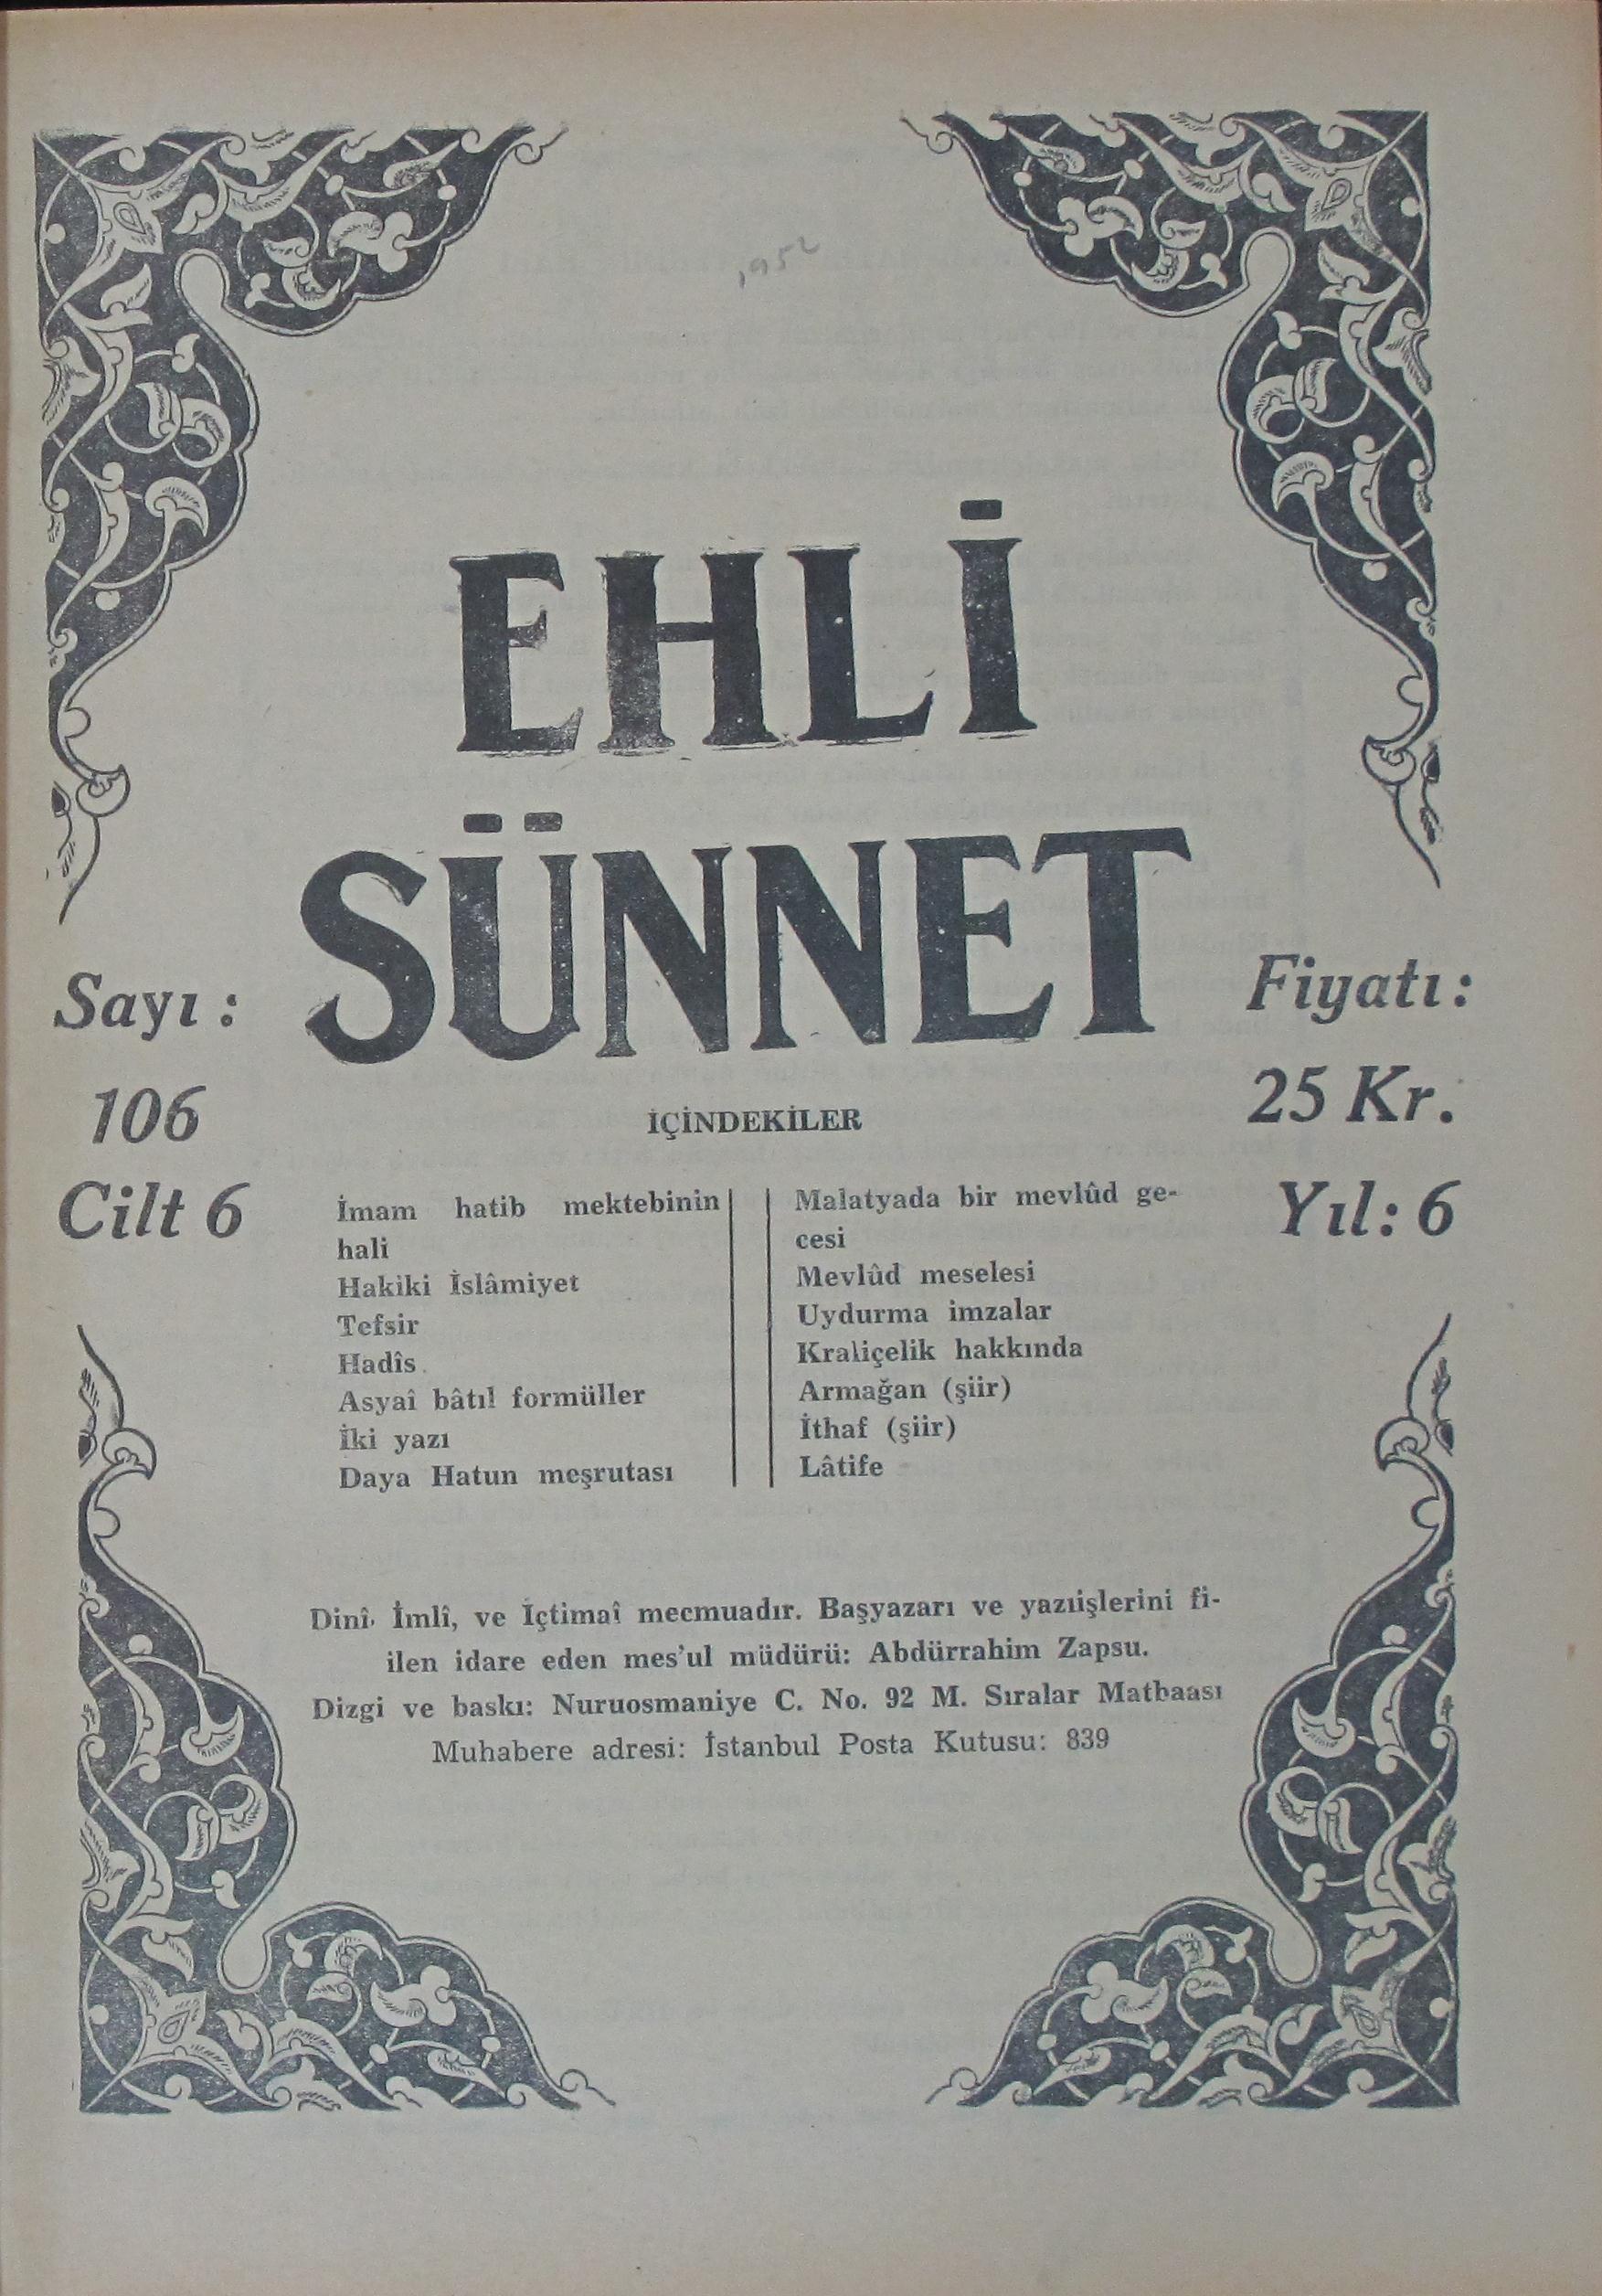 1952
EHLİ
SÜNNET
Sayı :
106
Cilt 6
Fiyatı:
25 Kr.
Yıl: 6
İÇİNDEKİLER
İmam hatib mektebinin
hali
Hakiki İslâmiyet
Tefsir
Hadîs
Asyaî bâtıl formüller
İki yazı
Daya Hatun meşrutası
Malatyada bir mevlûd ge-
cesi
Mevlûd meselesi
Uydurma imzalar
Kraliçelik hakkında
Armağan (şiir)
İthaf (şiir)
Lâtife
Dinî, İmlî, ve İçtimaî mecmuadır. Başyazarı ve yazıişlerini fi-
ilen idare eden mes'ul müdürü: Abdürrahim Zapsu.
Dizgi ve baskı: Nuruosmaniye C. No. 92 M. Sıralar Matbaası
Muhabere adresi: İstanbul Posta Kutusu: 839